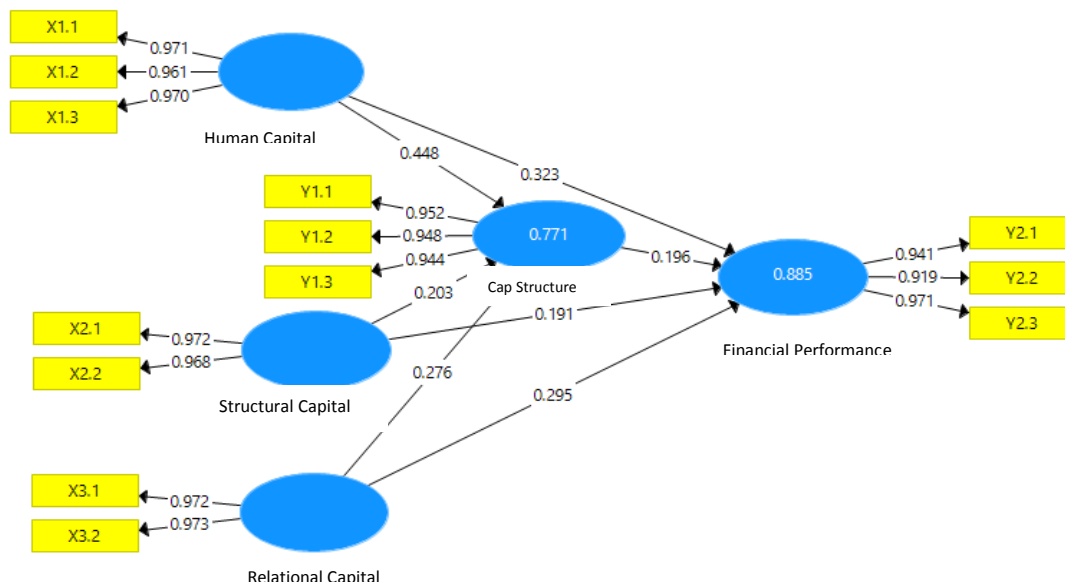 X1.1
0.971
X1.2
0.961
X1.3
0.970
Human Capital
0.448
0.323
Y1.1
0.952
Y1.2
0.948
0.771
Y1.3
0.944
0.196
Cap Structure
0.203
0.191
0.885
Y2.1
0.941
Y2.2
0.919
Y2.3
0.971
Financial Performance
X2.1
0.972
X2.2
0.968
Structural Capital
0.276
0.295
X3.1
0.972
X3.2
0.973
Relational Capital